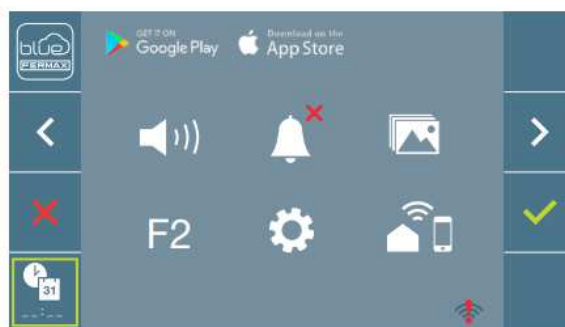 blue
FERMAX
GET IT ON
Google Play
Download on the
App Store
F2
31
--:--